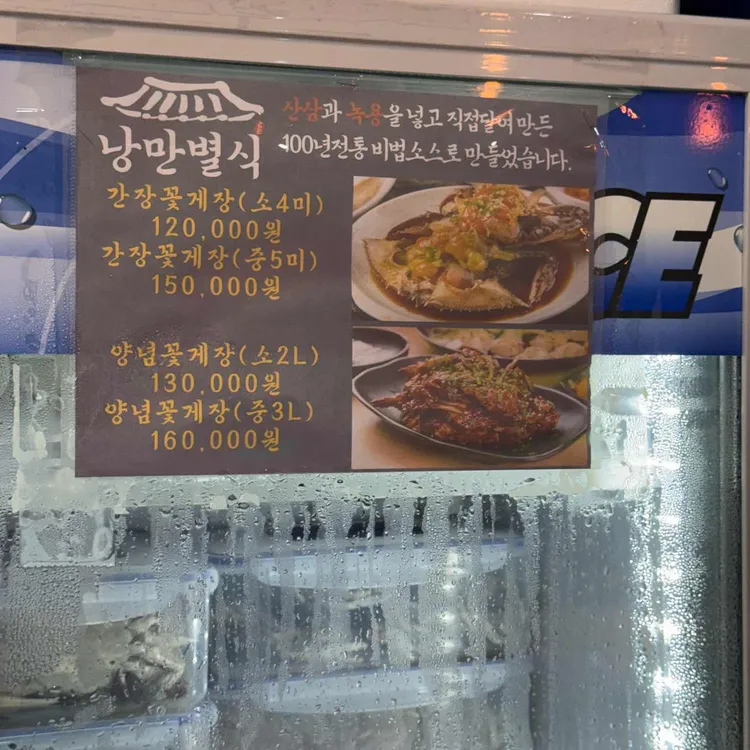 낭만별식
산삼과 녹용을 넣고 직접달여 만든
100년전통 비법소스로 만들었습니다.
간장꽃게장(소4미)
120,000원
간장꽃게장(중5미)
150,000원
양념꽃게장(소2L)
130,000원
양념꽃게장(중3L)
160,000원
CE